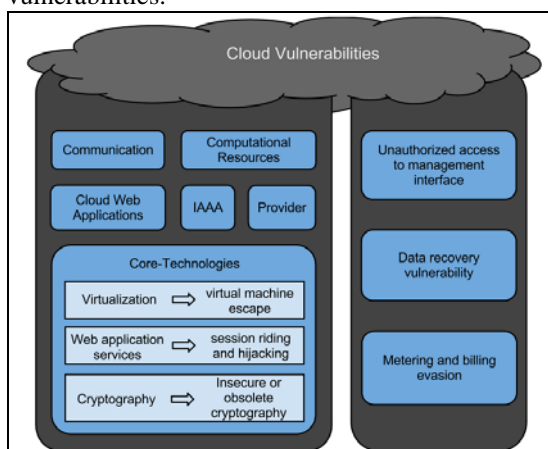 vulnerabilities.
Cloud Vulnerabilities
Communication
Computational
Resources
Cloud Web
Applications
IAAA
Provider
Core-Technologies
Virtualization
virtual machine
escape
Web application
services
session riding
and hijacking
Cryptography
Insecure or
obsolete
cryptography
Unauthorized access
to management
interface
Data recovery
vulnerability
Metering and billing
evasion